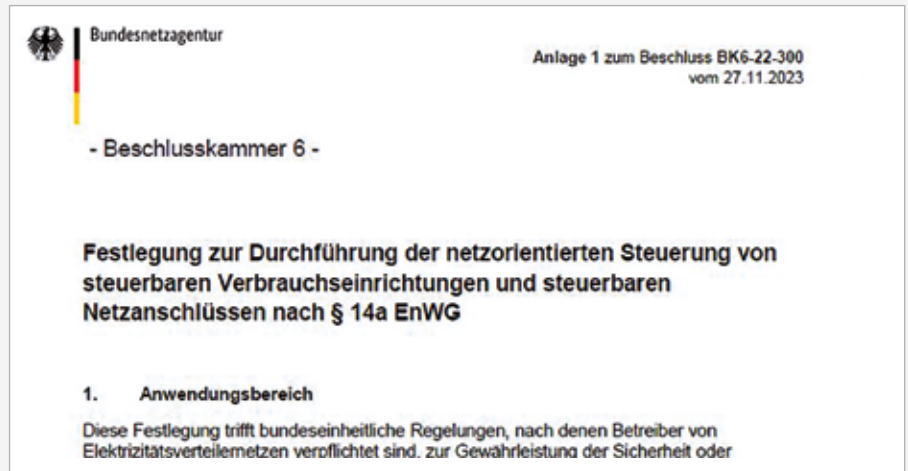 Bundesnetzagentur
Anlage 1 zum Beschluss BK6-22-300
vom 27.11.2023
- Beschlusskammer 6 -
Festlegung zur Durchführung der netzorientierten Steuerung von
steuerbaren Verbrauchseinrichtungen und steuerbaren
Netzanschlüssen nach § 14a EnWG
1. Anwendungsbereich
Diese Festlegung trifft bundeseinheitliche Regelungen, nach denen Betreiber von
Elektrizitätsverteilernetzen verpflichtet sind, zur Gewährleistung der Sicherheit oder